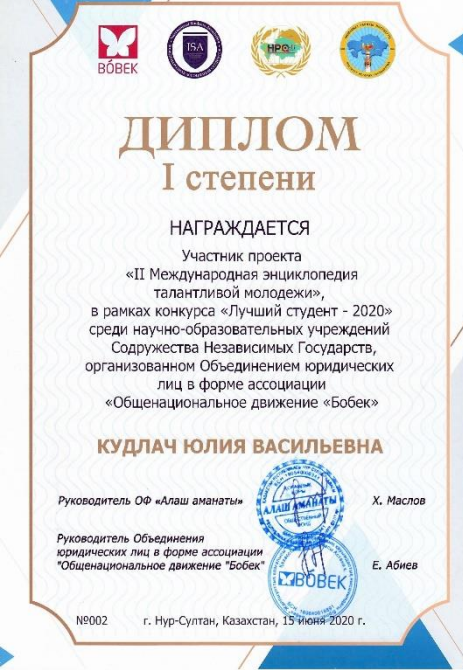 BÓBEK
ISA
НРО
ДИПЛОМ
I степени
НАГРАЖДАЕТСЯ
Участник проекта
«II Международная энциклопедия
талантливой молодежи»,
в рамках конкурса «Лучший студент - 2020»
среди научно-образовательных учреждений
Содружества Независимых Государств,
организованном Объединением юридических
лиц в форме ассоциации
«Общенациональное движение «Бобек»
КУДЛАЧ ЮЛИЯ ВАСИЛЬЕВНА
Руководитель ОФ «Алаш аманаты» Х. Маслов
АЛАШ АМАНАТЫ
Руководитель Объединения
юридических лиц в форме ассоциации
"Общенациональное движение "Бобек" Е. Абиев
BOBEK
№002 г. Нур-Султан, Казахстан, 15 июня 2020 г.